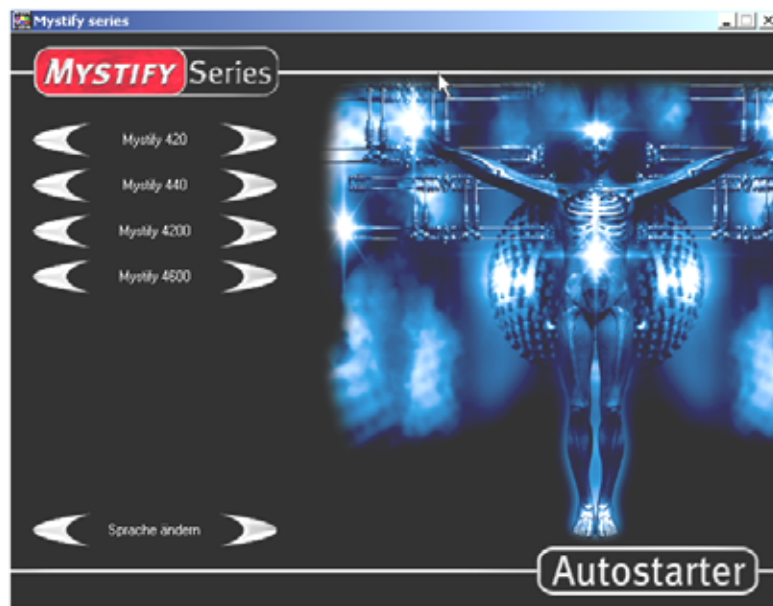 Mystify series
MYSTIFY Series
Mystify 420
Mystify 440
Mystify 4200
Mystify 4600
Sprache ändern
Autostarter